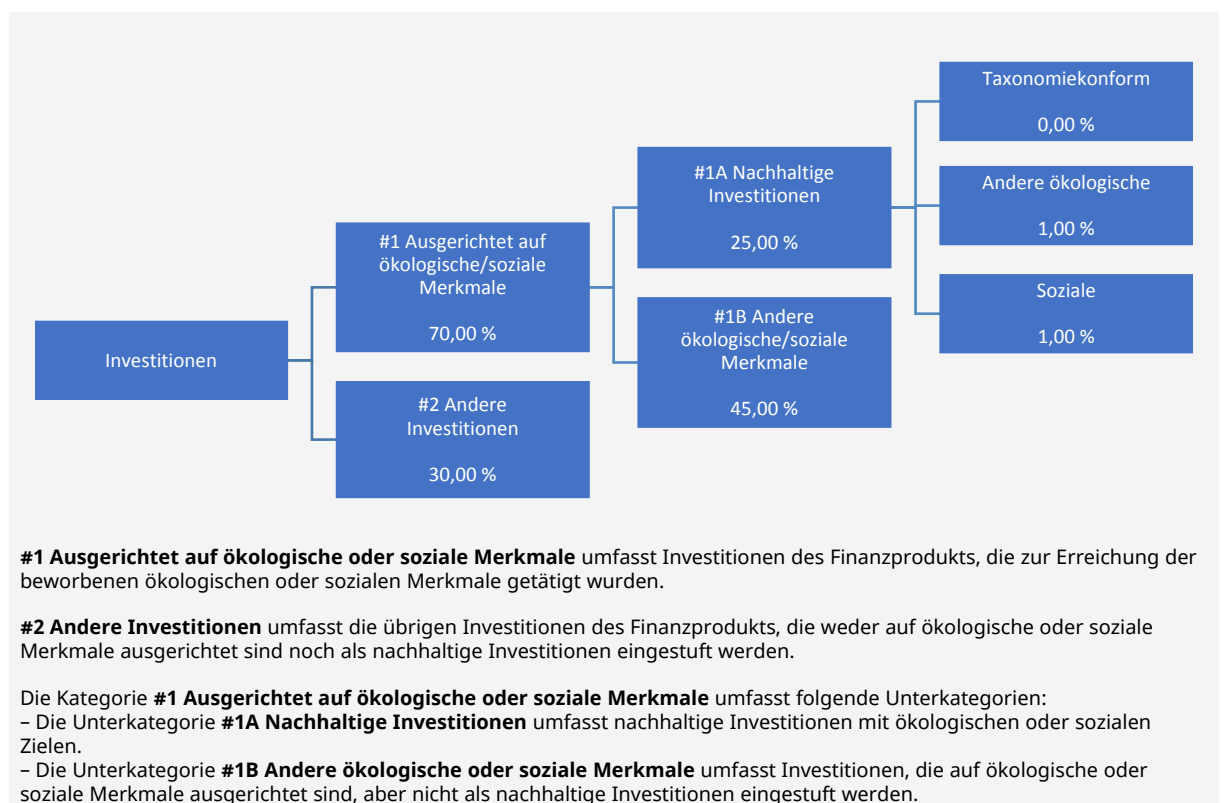 Taxonomiekonform
0,00 %
#1A Nachhaltige
Investitionen
25,00 %
Andere ökologische
1,00 %
#1 Ausgerichtet auf
ökologische/soziale
Merkmale
70,00 %
Soziale
1,00 %
#1B Andere
ökologische/soziale
Merkmale
45,00 %
Investitionen
#2 Andere
Investitionen
30,00 %
#1 Ausgerichtet auf ökologische oder soziale Merkmale umfasst Investitionen des Finanzprodukts, die zur Erreichung der
beworbenen ökologischen oder sozialen Merkmale getätigt wurden.
#2 Andere Investitionen umfasst die übrigen Investitionen des Finanzprodukts, die weder auf ökologische oder soziale
Merkmale ausgerichtet sind noch als nachhaltige Investitionen eingestuft werden.
Die Kategorie #1 Ausgerichtet auf ökologische oder soziale Merkmale umfasst folgende Unterkategorien:
– Die Unterkategorie #1A Nachhaltige Investitionen umfasst nachhaltige Investitionen mit ökologischen oder sozialen
Zielen.
– Die Unterkategorie #1B Andere ökologische oder soziale Merkmale umfasst Investitionen, die auf ökologische oder
soziale Merkmale ausgerichtet sind, aber nicht als nachhaltige Investitionen eingestuft werden.